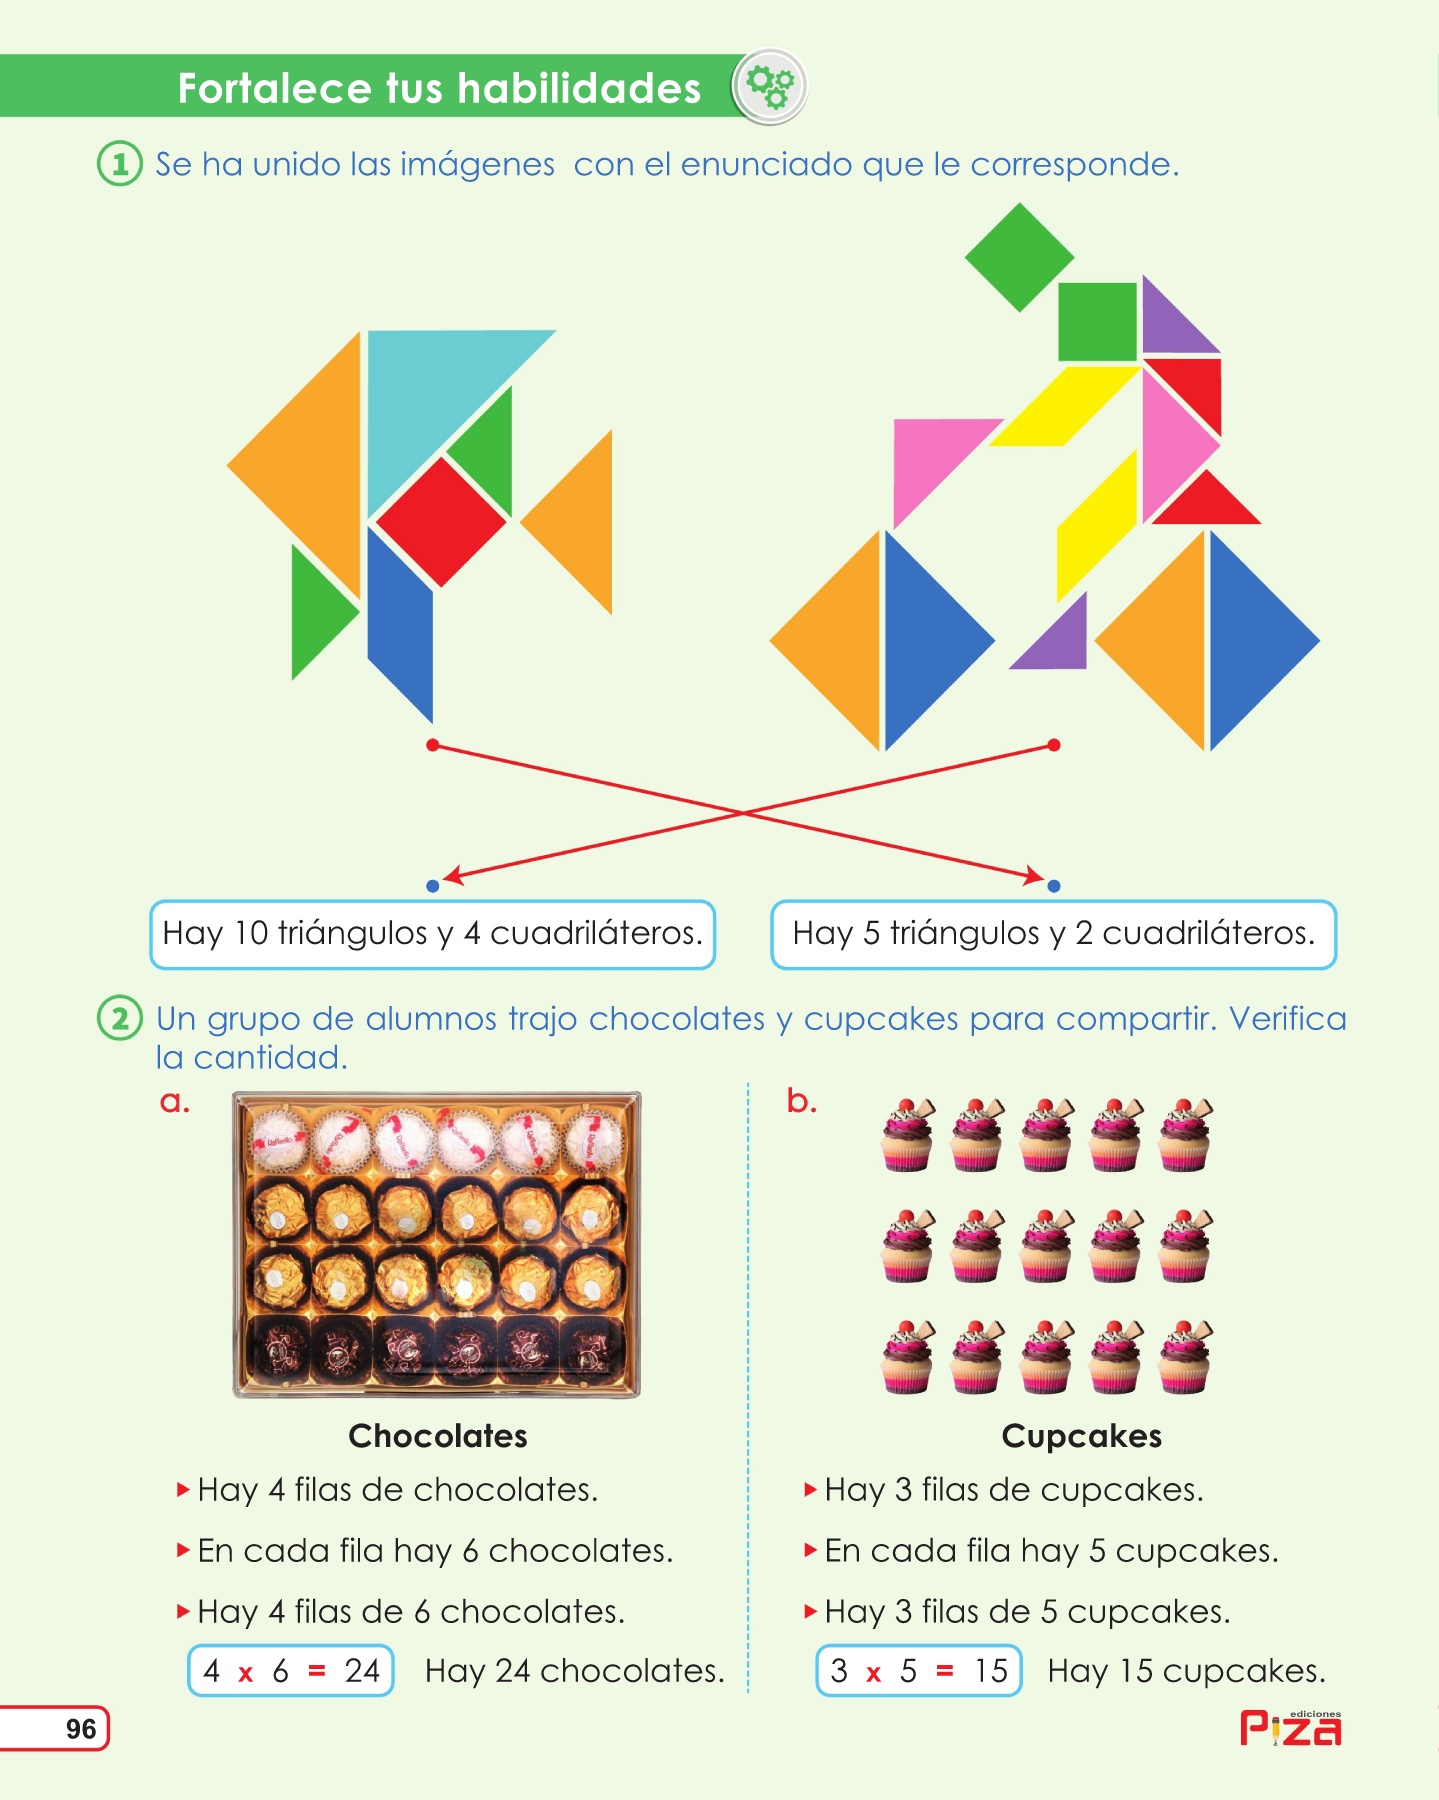 Fortalece tus habilidades
1 Se ha unido las imágenes con el enunciado que le corresponde.
Hay 10 triángulos y 4 cuadriláteros.
Hay 5 triángulos y 2 cuadriláteros.
2 Un grupo de alumnos trajo chocolates y cupcakes para compartir. Verifica
la cantidad.
a.
Chocolates
Hay 4 filas de chocolates.
En cada fila hay 6 chocolates.
Hay 4 filas de 6 chocolates.
4 x 6 = 24 Hay 24 chocolates.
b.
Cupcakes
Hay 3 filas de cupcakes.
En cada fila hay 5 cupcakes.
Hay 3 filas de 5 cupcakes.
3 x 5 = 15 Hay 15 cupcakes.
96
ediciones
Piza